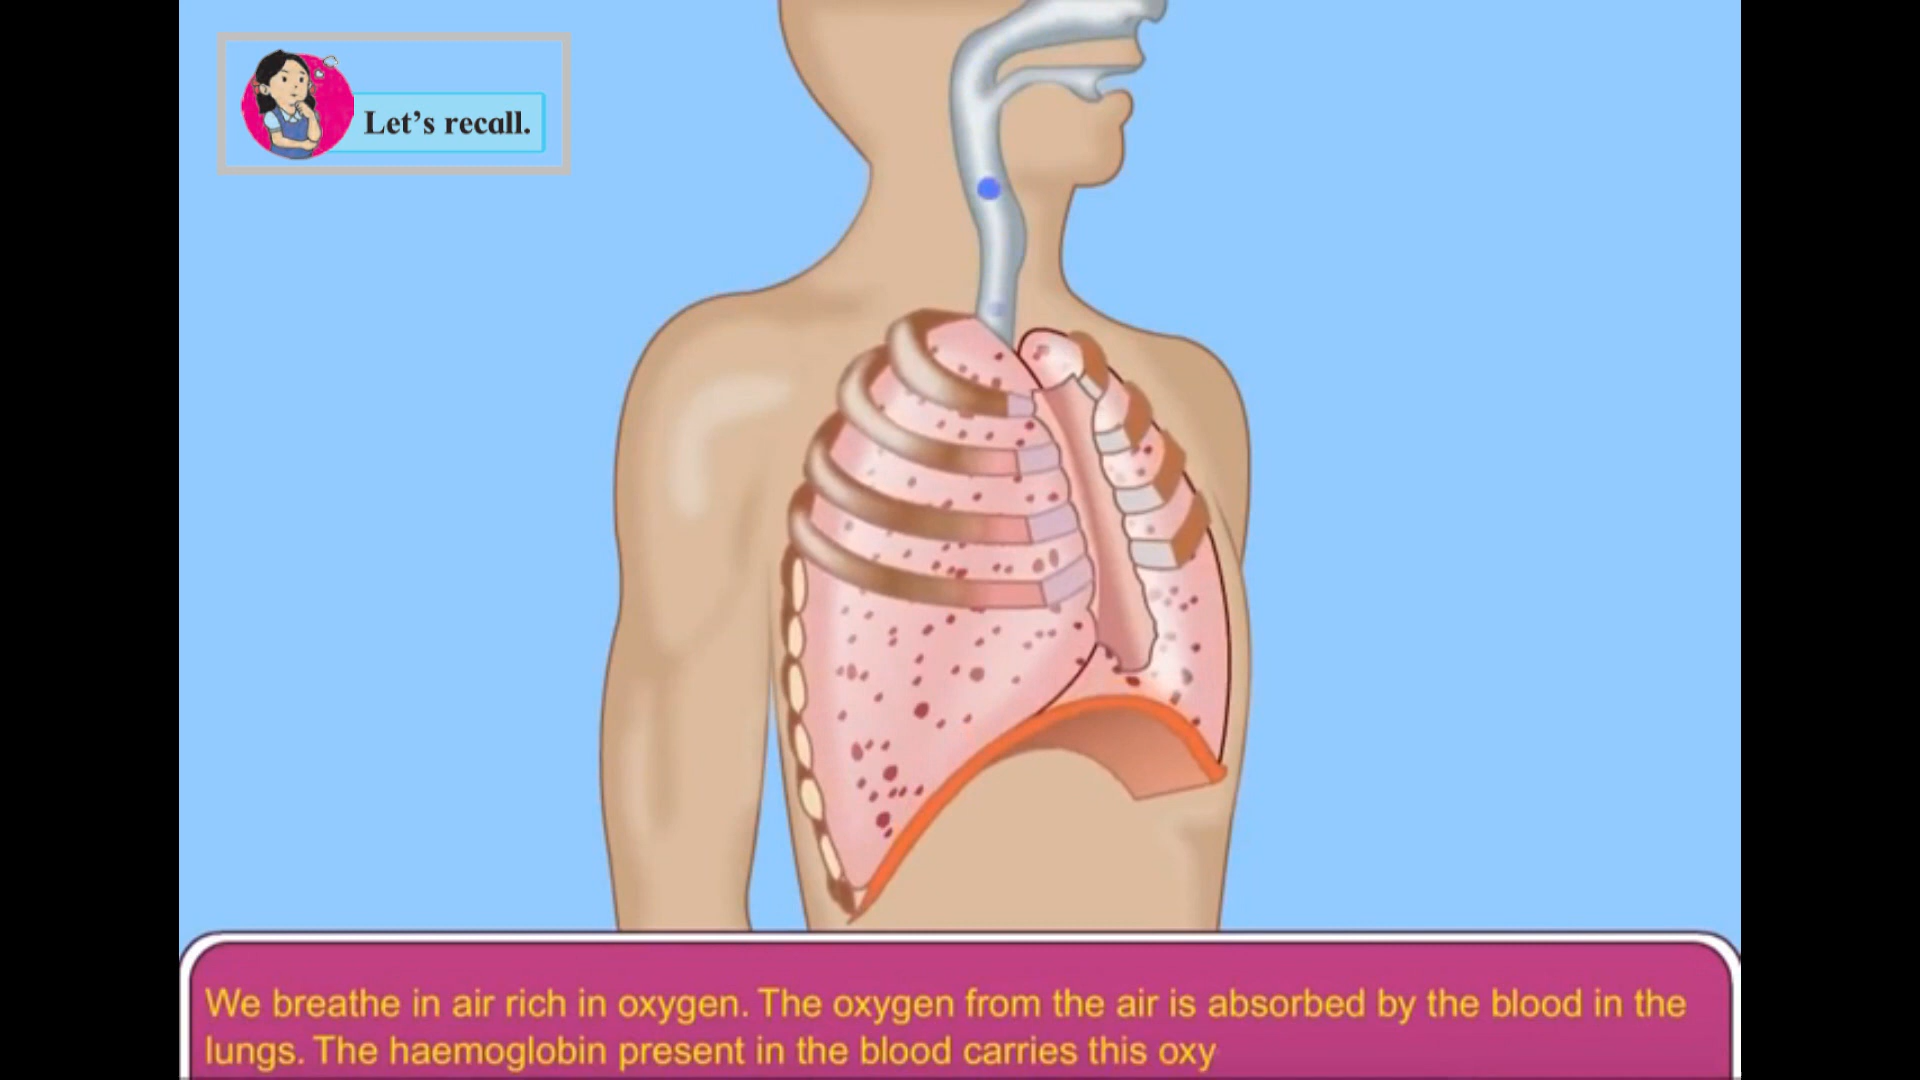 Let's recall.
We breathe in air rich in oxygen. The oxygen from the air is absorbed by the blood in the
lungs. The haemoglobin present in the blood carries this oxy